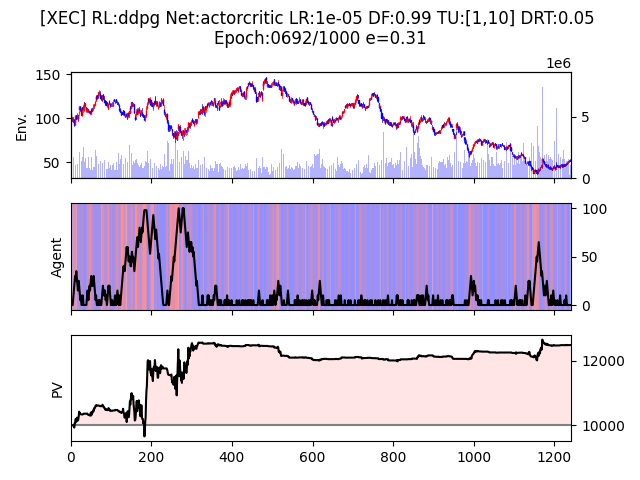 [XEC] RL:ddpg Net:actorcritic LR:1e-05 DF:0.99 TU:[1,10] DRT:0.05
Epoch:0692/1000 e=0.31
1e6
150
100
50
Env.
5
0
Agent
100
50
0
PV
12000
10000
0
200
400
600
800
1000
1200